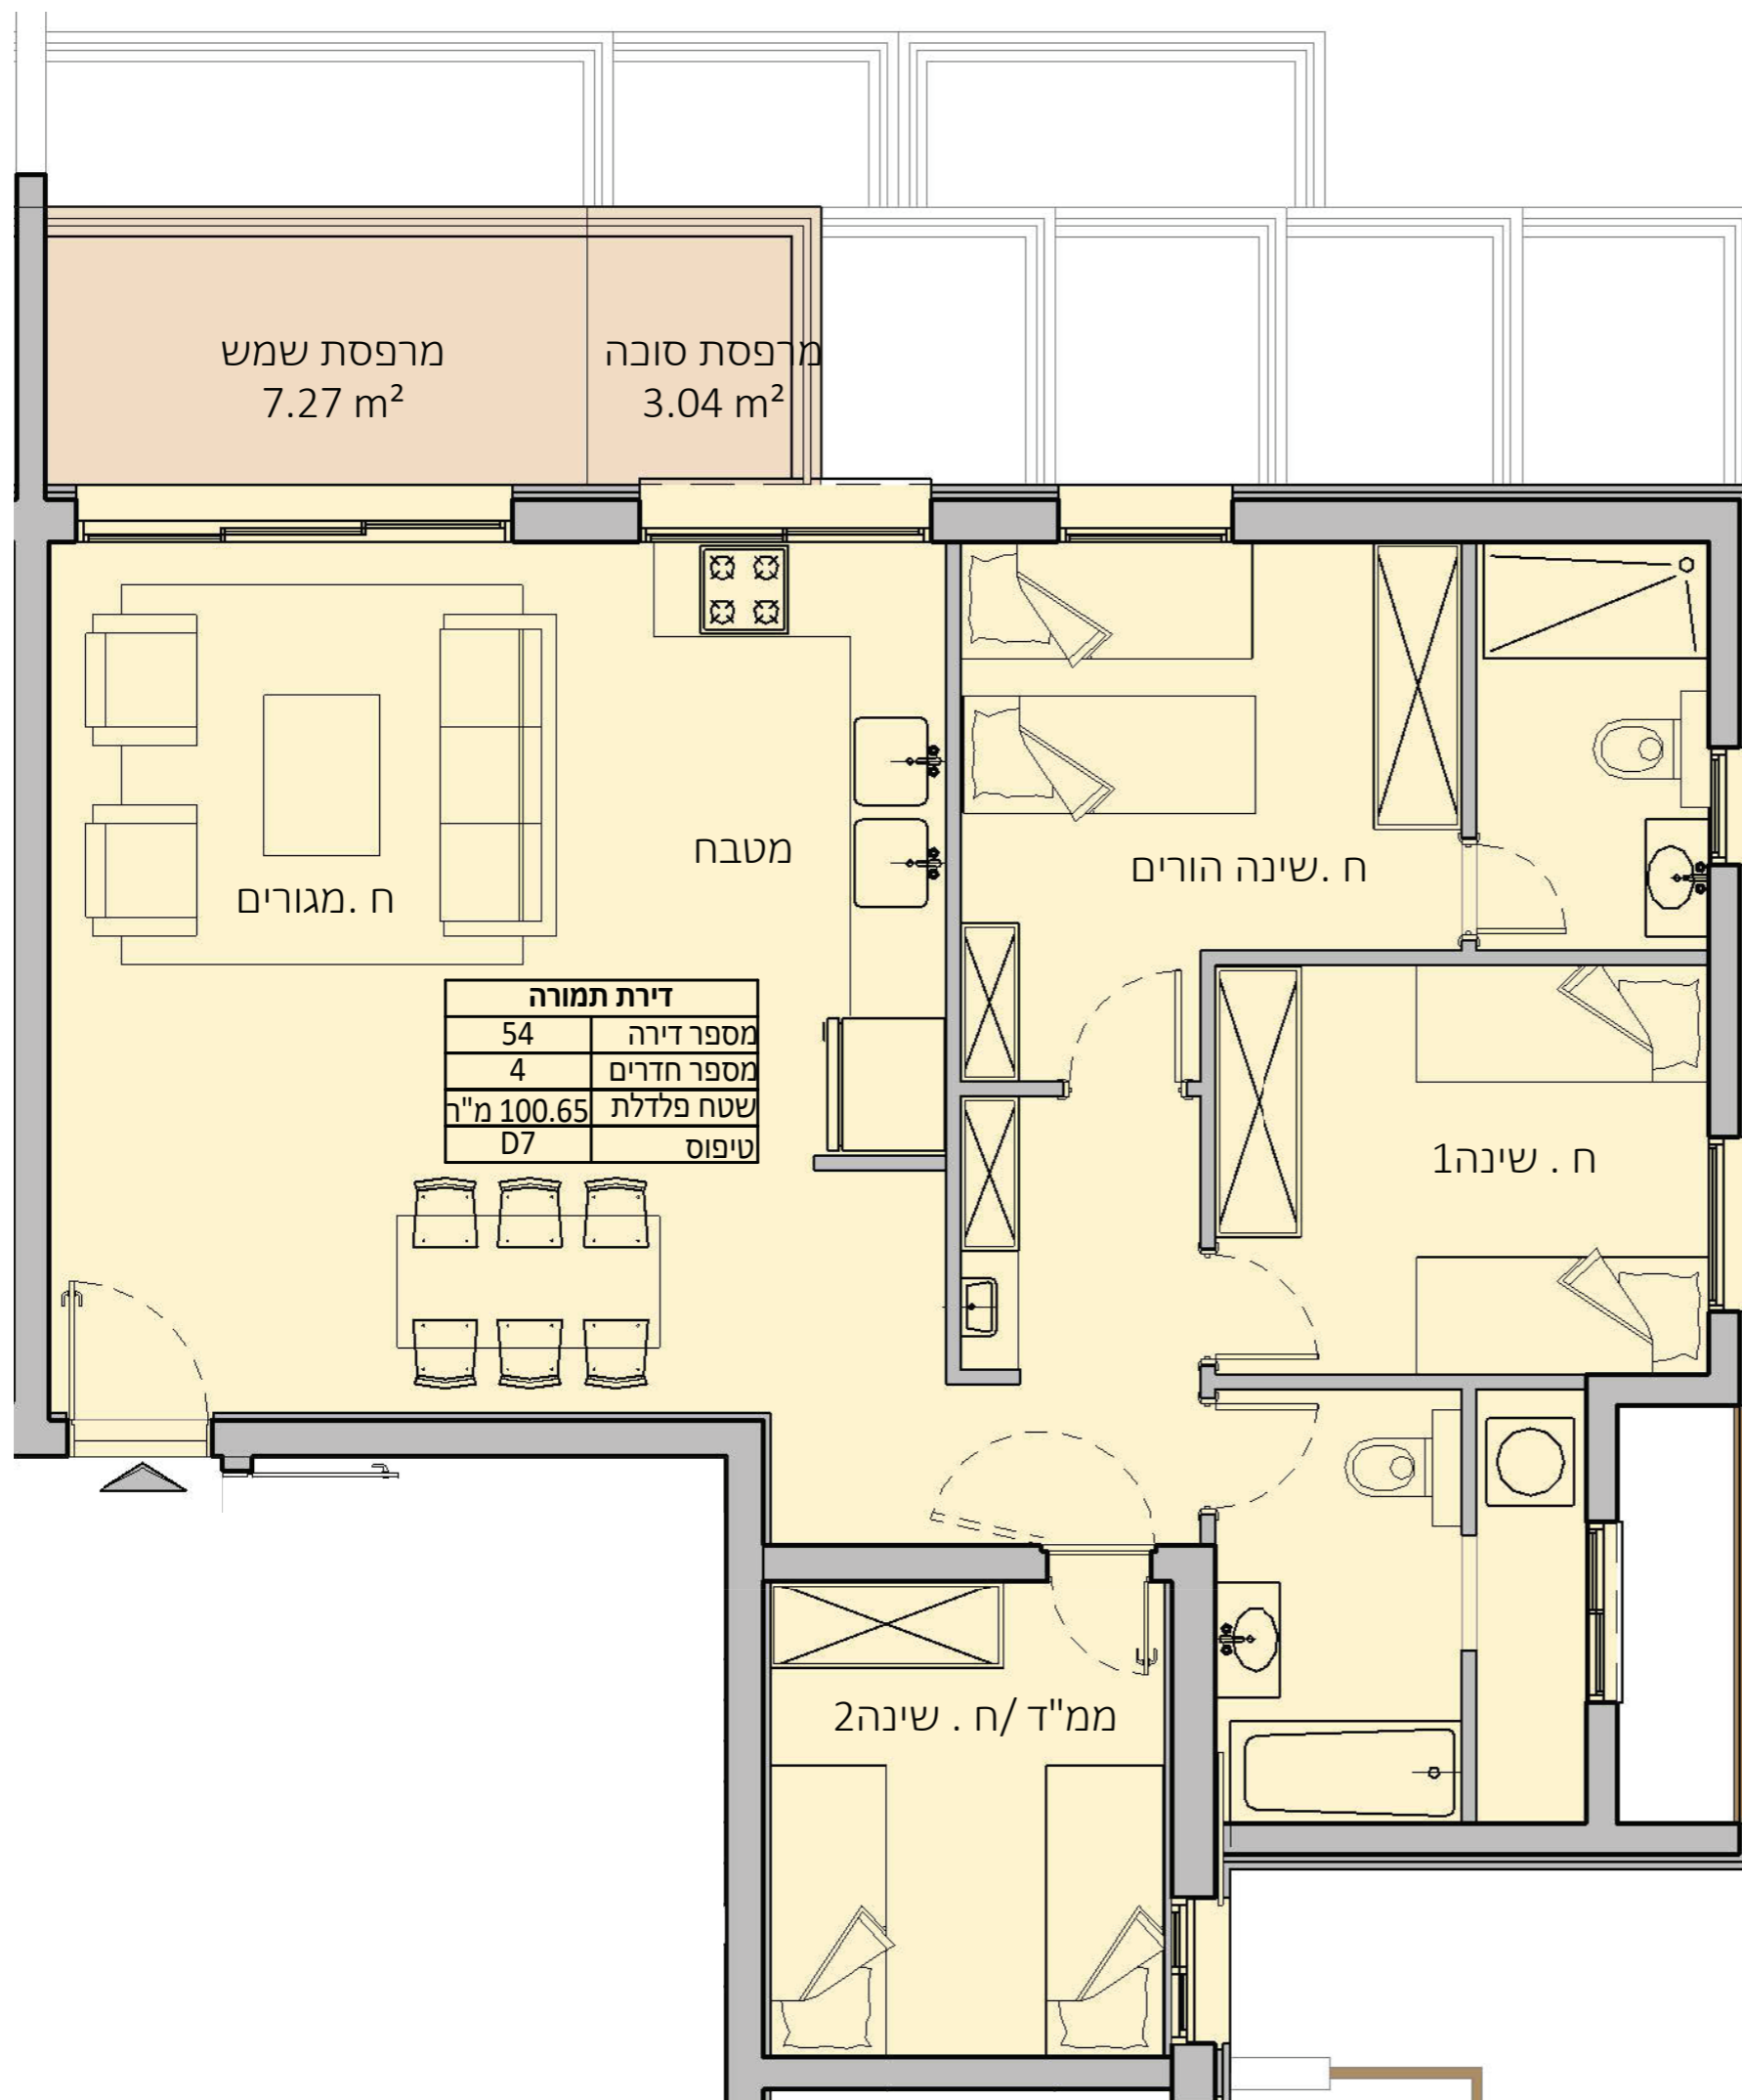 מרפסת שמש
7.27 m²
מרפסת סוכה
3.04 m²
מטבח
ח .מגורים
ח .שינה הורים
דירת תמורה
מספר דירה 54
מספר חדרים 4
שטח פלדלת 100.65 מ"ר
טיפוס D7
ח . שינה1
ממ"ד /ח . שינה2